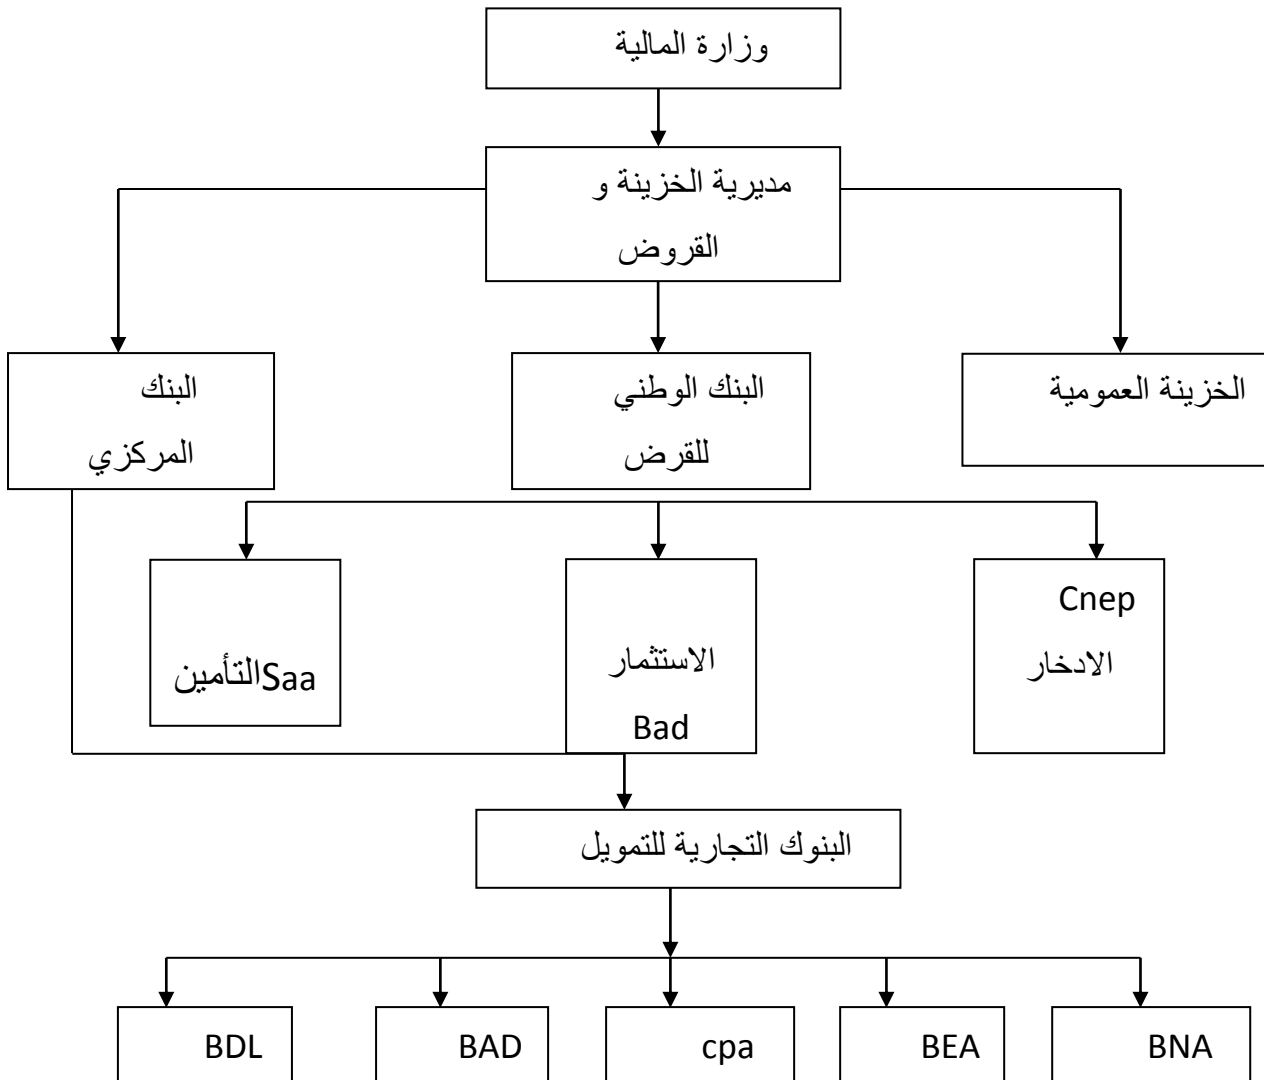 وزارة المالية
مديرية الخزينة و
القروض
الخزينة العمومية
البنك الوطني
للقرض
البنك
المركزي
Cnep
الادخار
الاستثمار
Bad
Saaالتأمين
البنوك التجارية للتمويل
BNA
BEA
cpa
BAD
BDL